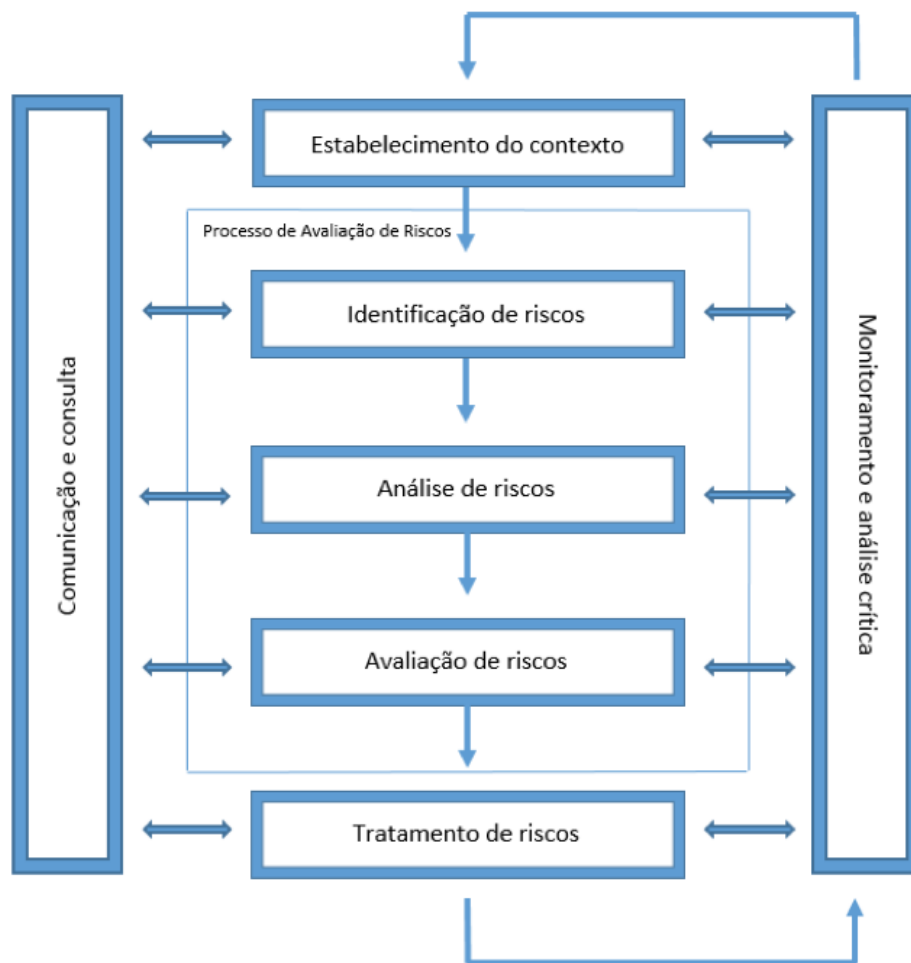 Estabelecimento do contexto
Processo de Avaliação de Riscos
Identificação de riscos
Análise de riscos
Avaliação de riscos
Tratamento de riscos
Comunicação e consulta
Monitoramento e análise crítica